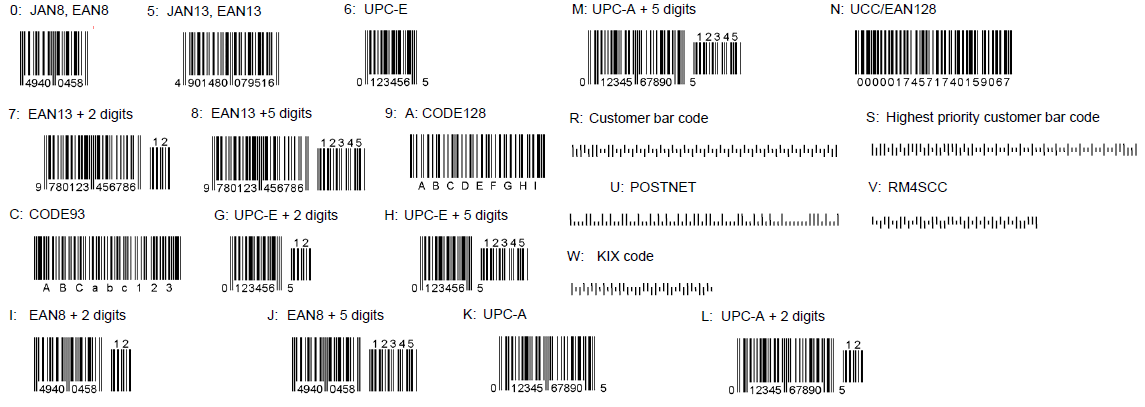 0: JAN8, EAN8
4940 0458
5: JAN13, EAN13
4 901480 079516
6: UPC-E
0 123456 5
M: UPC-A + 5 digits
12345
0 12345 67890 5
N: UCC/EAN128
00000174571740159067
7: EAN13 + 2 digits
12
9 780123 456786
8: EAN13 +5 digits
12345
9 780123 456786
9: A: CODE128
A B C D E F G H I
R: Customer bar code
S: Highest priority customer bar code
U: POSTNET
V: RM4SCC
C: CODE93
A B C a b c 1 2 3
G: UPC-E + 2 digits
12
0 123456 5
H: UPC-E + 5 digits
12345
0 123456 5
W: KIX code
I: EAN8 + 2 digits
12
4940 0458
J: EAN8 + 5 digits
12345
4940 0458
K: UPC-A
0 12345 67890 5
L: UPC-A + 2 digits
12
0 12345 67890 5